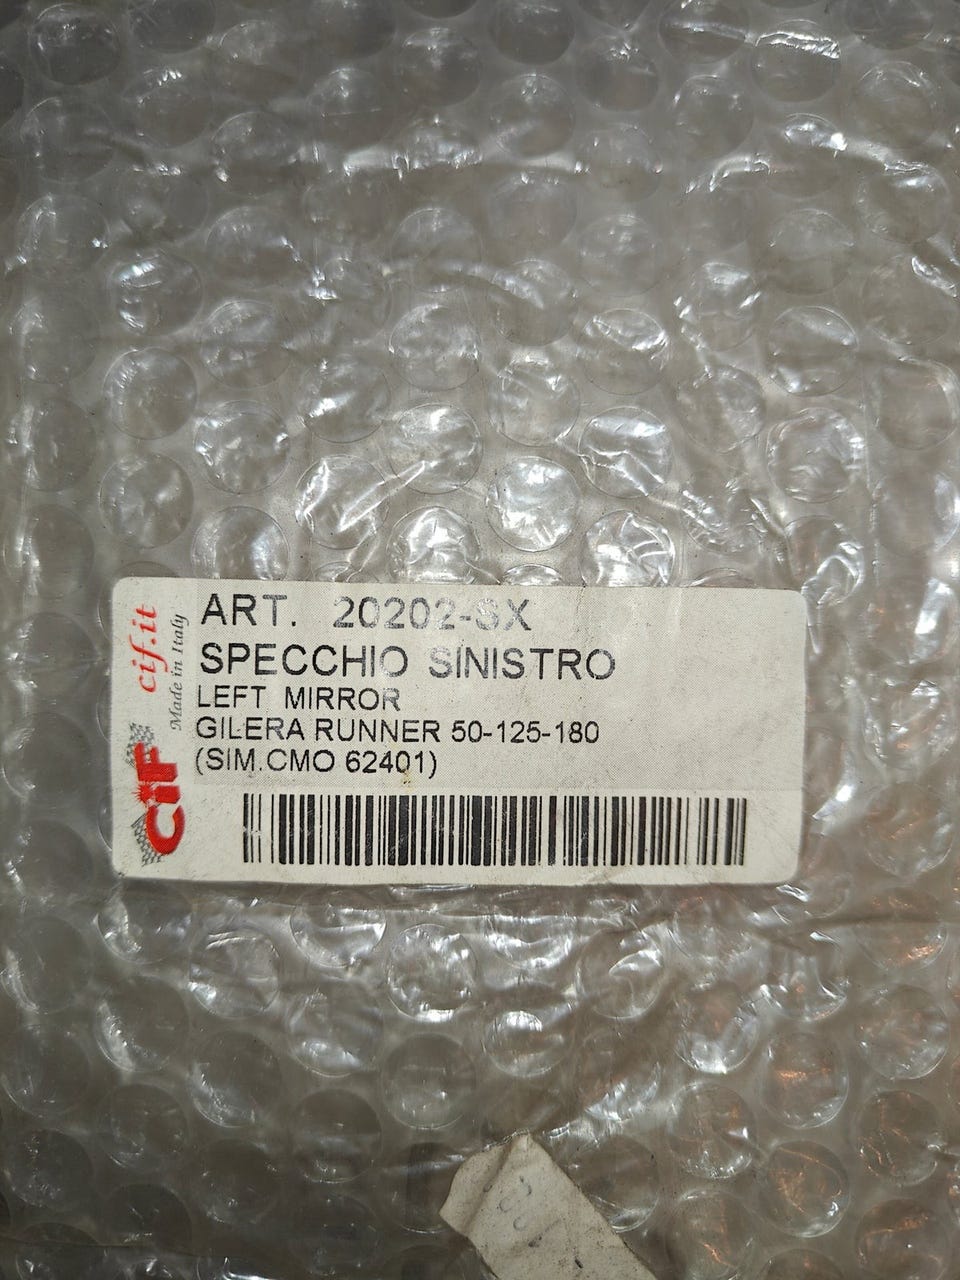 ART. 20202-SX
SPECCHIO SINISTRO
LEFT MIRROR
GILERA RUNNER 50-125-180
(SIM.CMO 62401)
CiF
cif.it
Made in Italy